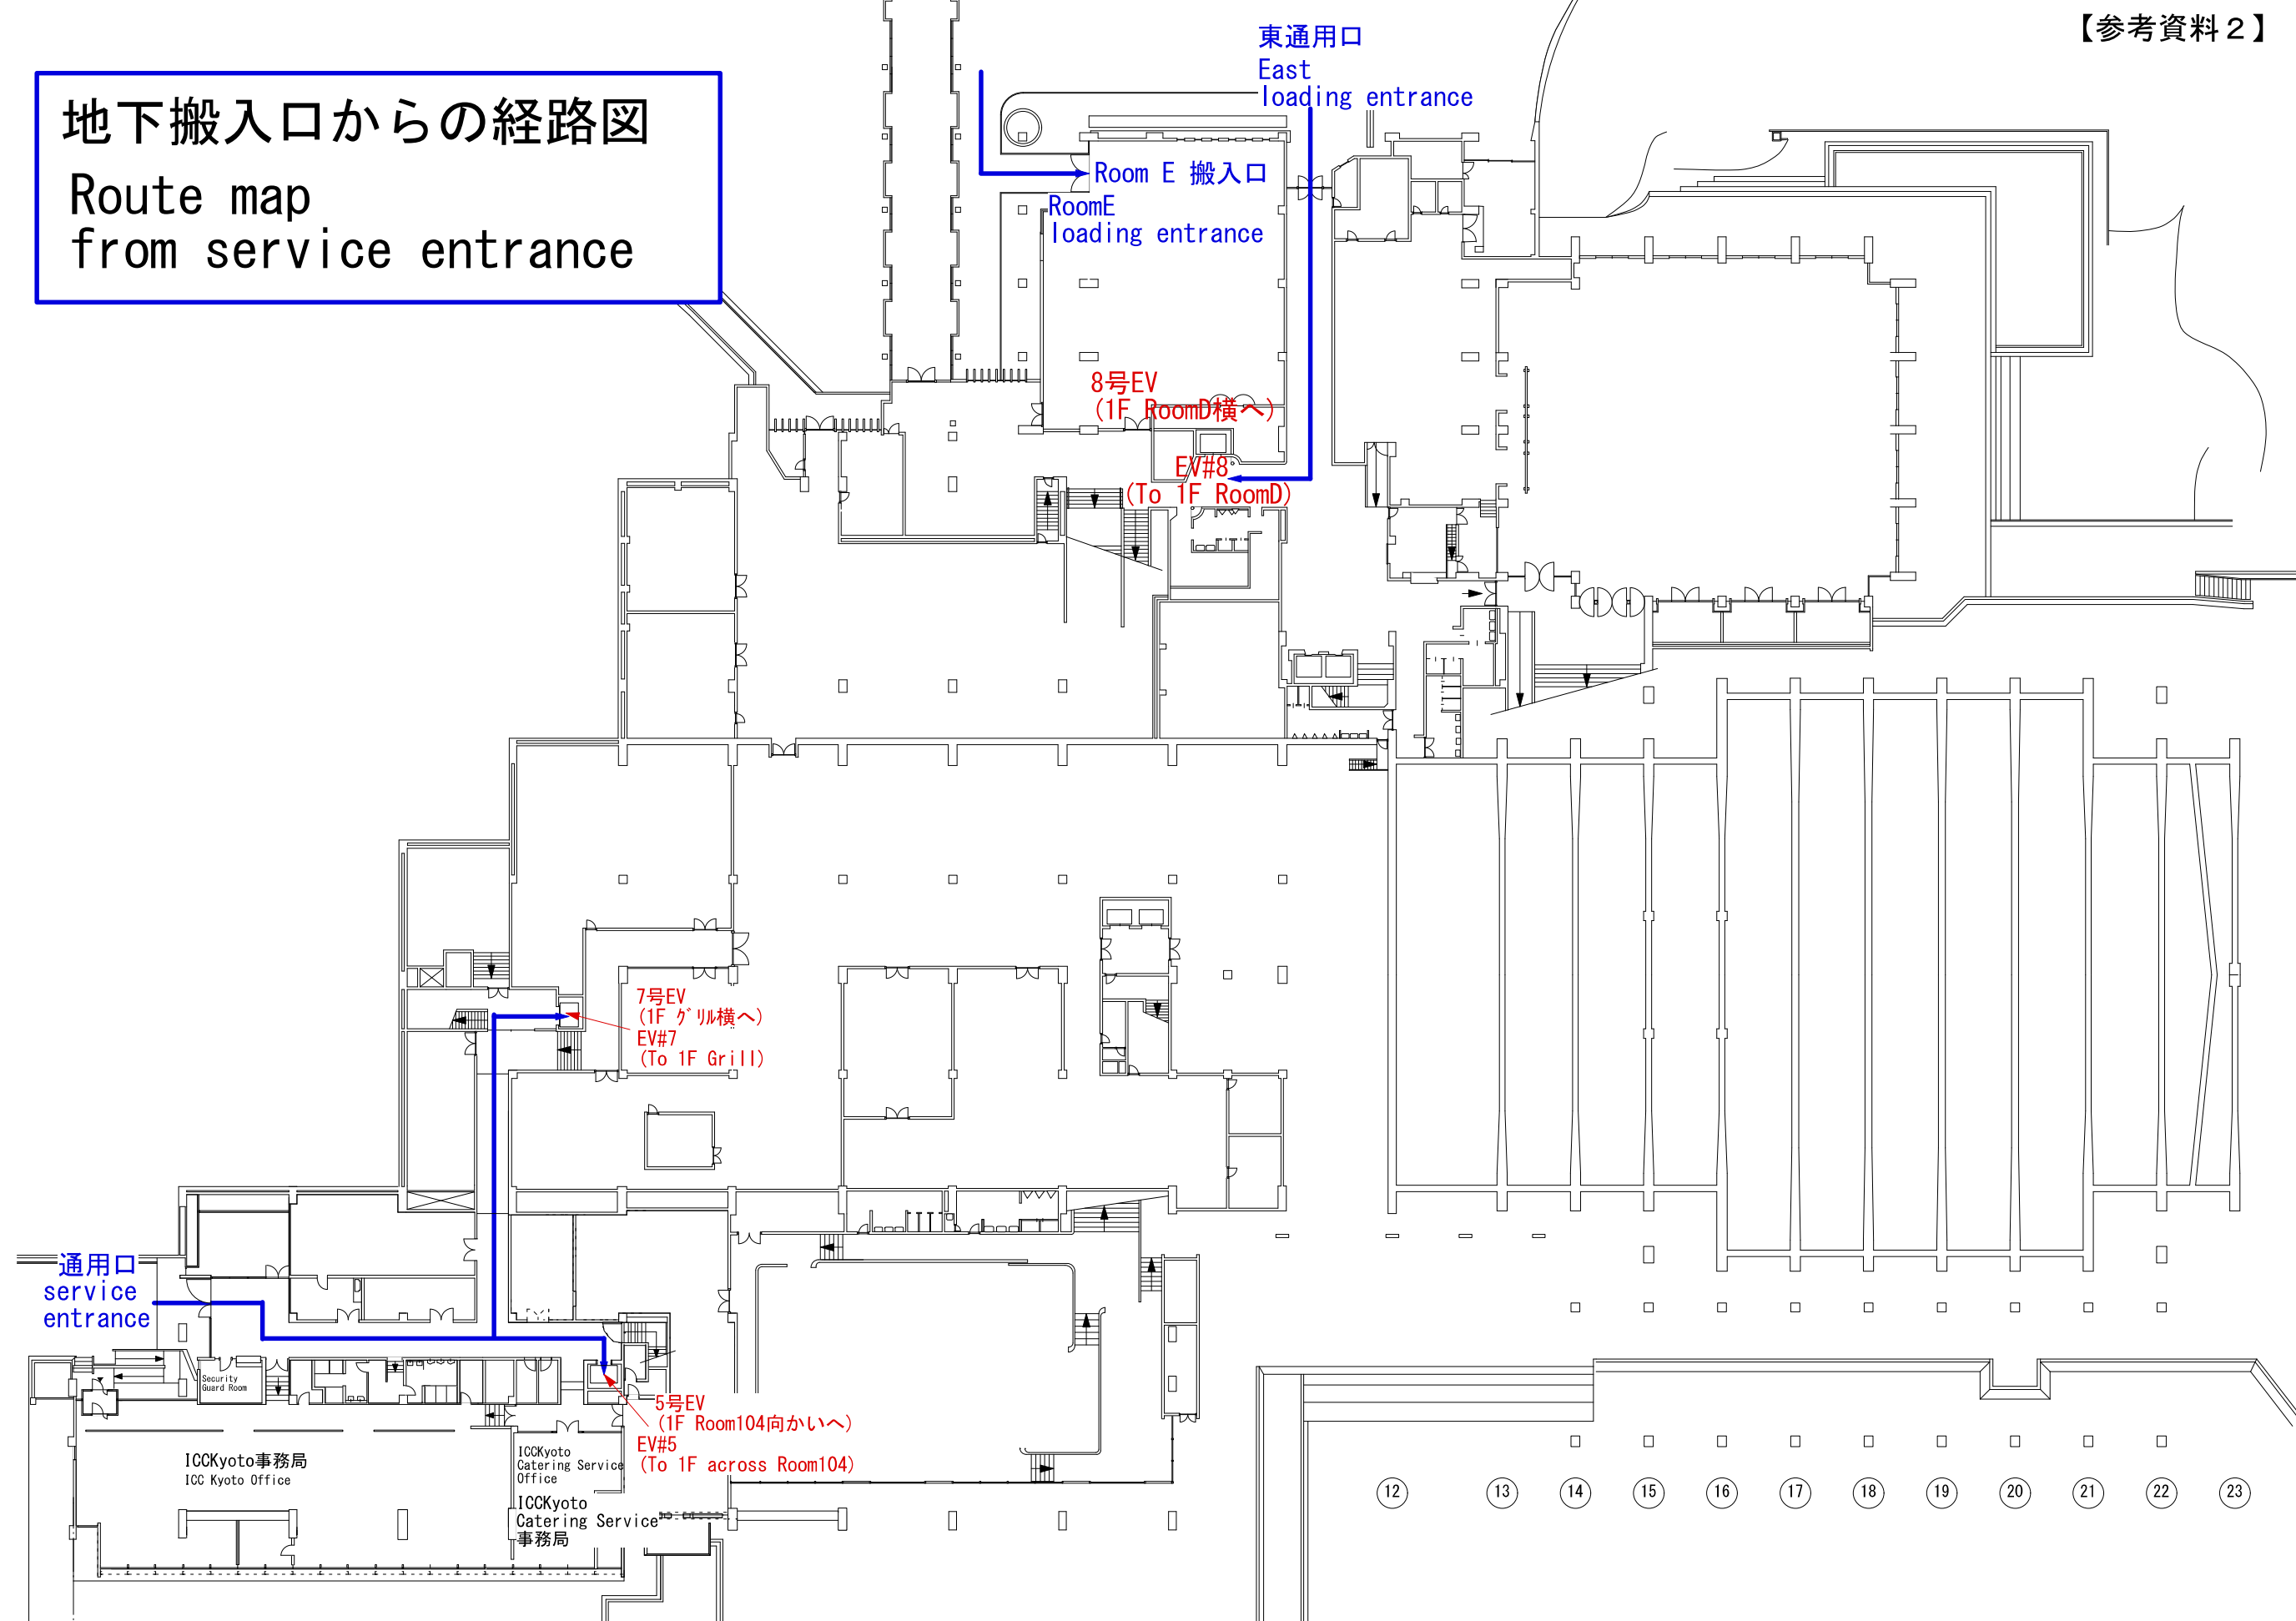 【参考資料２】
地下搬入口からの経路図
Route map
from service entrance
東通用口
East
loading entrance
Room E 搬入口
RoomE
loading entrance
8号EV
(1F RoomD横へ)
EV#8
(To 1F RoomD)
7号EV
(1F ｸﾞﾘﾙ横へ)
EV#7
(To 1F Grill)
通用口
service
entrance
Security
Guard Room
5号EV
(1F Room104向かいへ)
EV#5
(To 1F across Room104)
ICCKyoto事務局
ICC Kyoto Office
ICCKyoto
Catering Service
Office
ICCKyoto
Catering Service
事務局
12 13 14 15 16 17 18 19 20 21 22 23